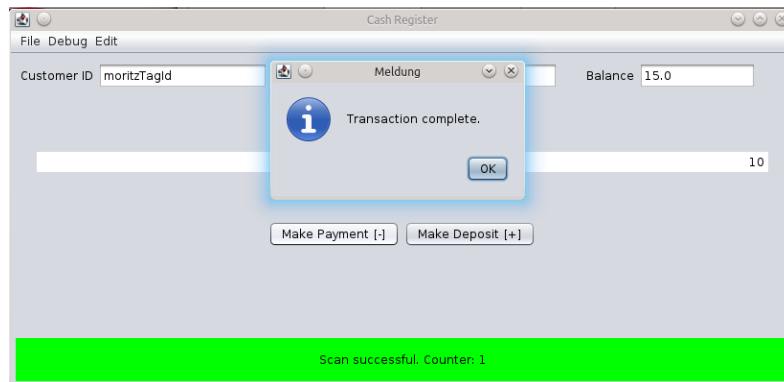 Cash Register
File Debug Edit
Customer ID moritzTagId
Balance 15.0
Meldung
Transaction complete.
OK
10
Make Payment [-] Make Deposit [+]
Scan successful. Counter: 1